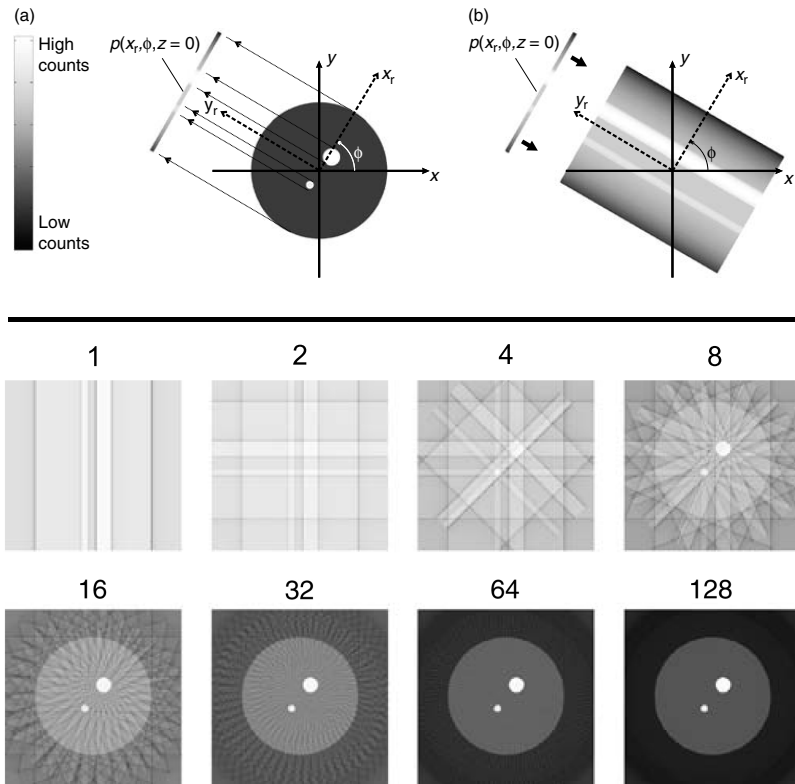 (a)
High
counts
Low
counts
p(xr,ϕ,z = 0)
y
xr
yr
ϕ
x
(b)
p(xr,ϕ,z = 0)
y
xr
yr
ϕ
x
1 2 4 8
16 32 64 128